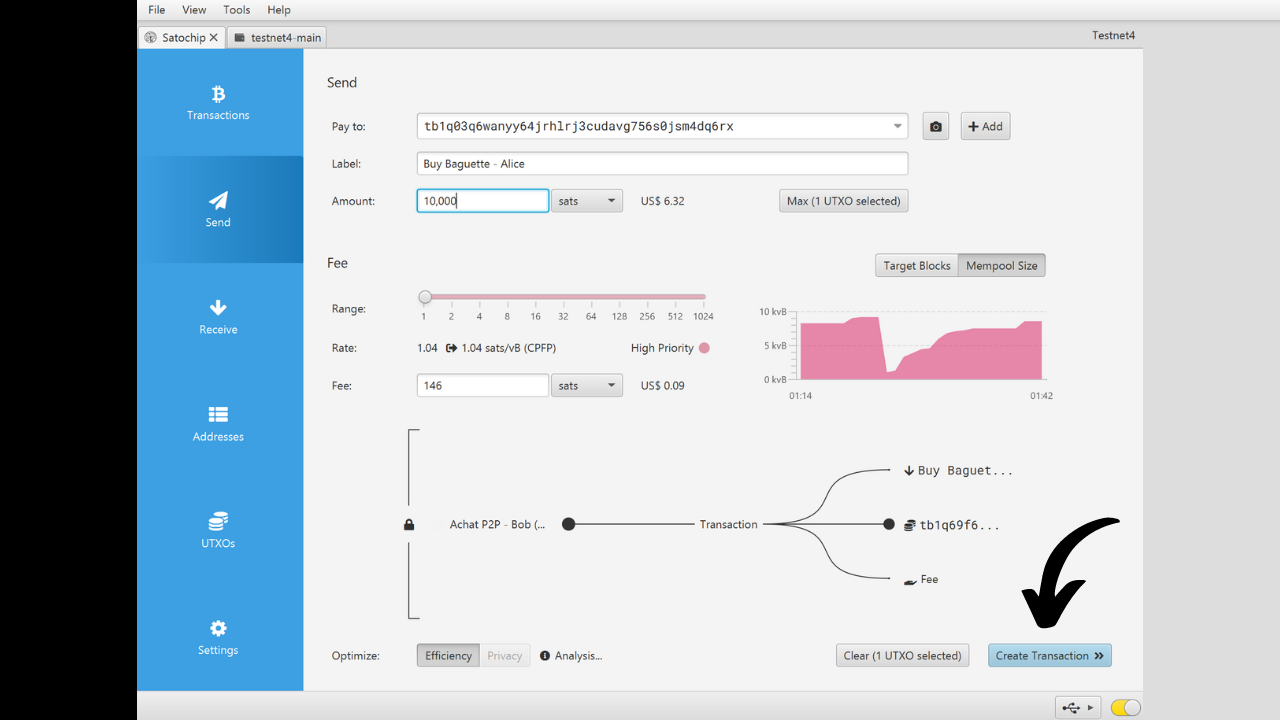 File View Tools Help
Satochip testnet4-main Testnet4
Transactions
Send
Receive
Addresses
UTXOs
Settings
Send
Pay to: tb1q03q6wanyy64jrhlrj3cudavg756s0jsm4dq6rx Add
Label: Buy Baguette - Alice
Amount: 10,000 sats US$ 6.32 Max (1 UTXO selected)
Fee Target Blocks Mempool Size
Range: 1 2 4 8 16 32 64 128 256 512 1024
Rate: 1.04 1.04 sats/vB (CPFP) High Priority
Fee: 146 sats US$ 0.09
10 kvB
5 kvB
0 kvB
01:14 01:42
Buy Baguet...
Achat P2P - Bob (... Transaction tb1q69f6...
Fee
Optimize: Efficiency Privacy Analysis... Clear (1 UTXO selected) Create Transaction